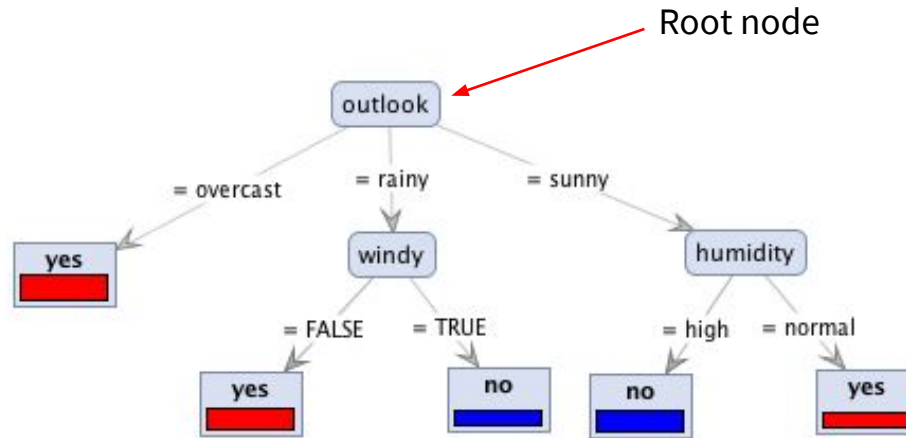 Root node
outlook
= overcast
= rainy
= sunny
yes
windy
humidity
= FALSE
= TRUE
= high
= normal
yes
no
no
yes